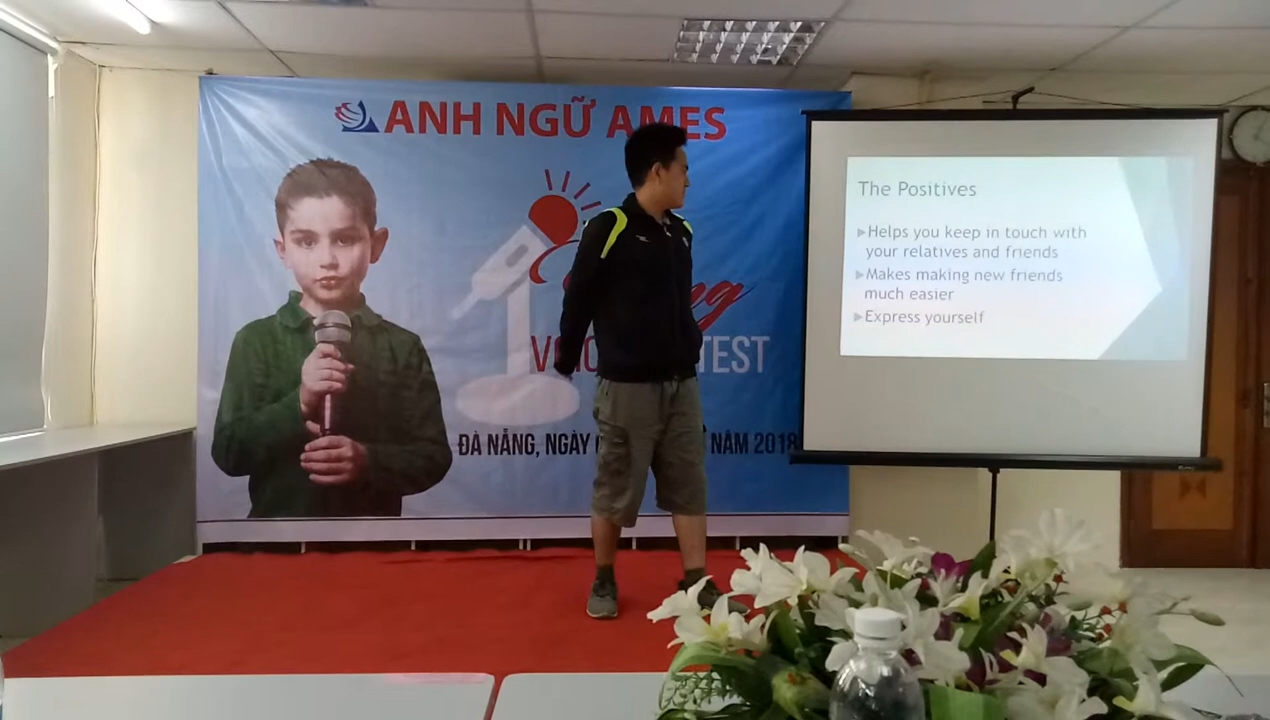 ANH NGỮ AMES
ĐÀ NẴNG, NGÀY
NĂM 2018
The Positives
▶Helps you keep in touch with
your relatives and friends
▶Makes making new friends
much easier
▶Express yourself